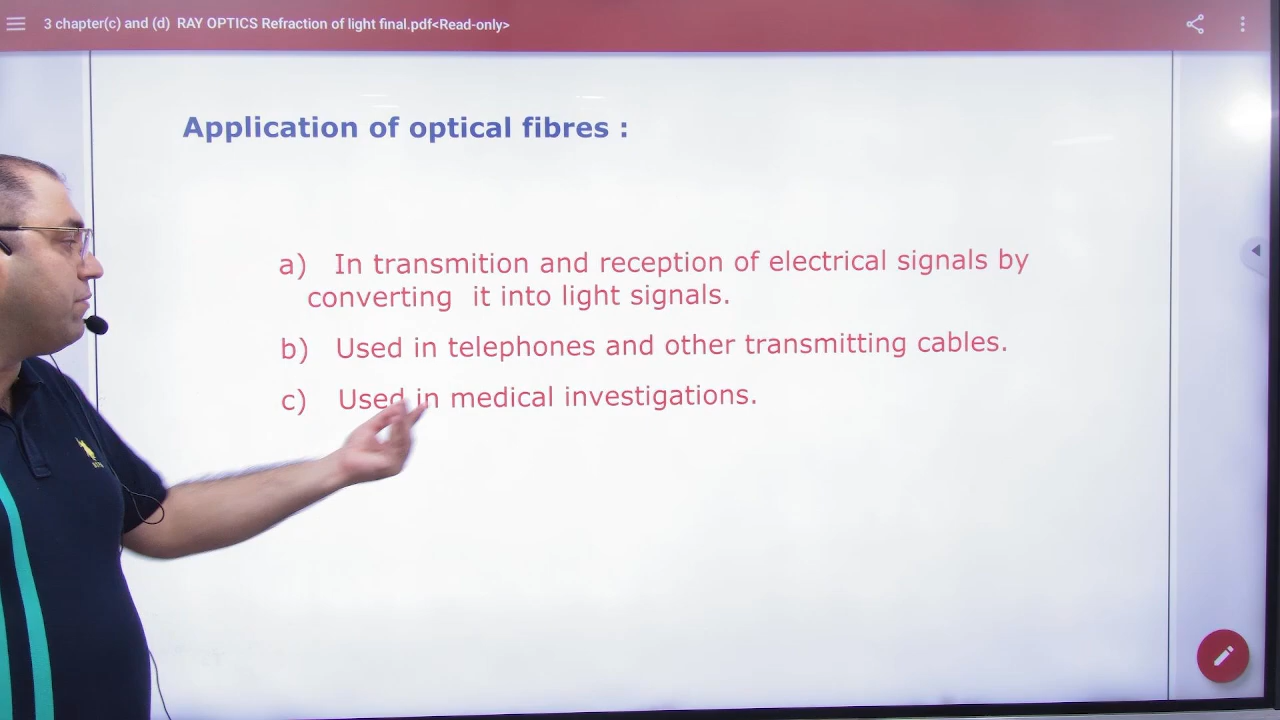 3 chapter(c) and (d)  RAY OPTICS Refraction of light final.pdf<Read-only>
Application of optical fibres :
a) In transmition and reception of electrical signals by
converting it into light signals.
b) Used in telephones and other transmitting cables.
c) Used in medical investigations.